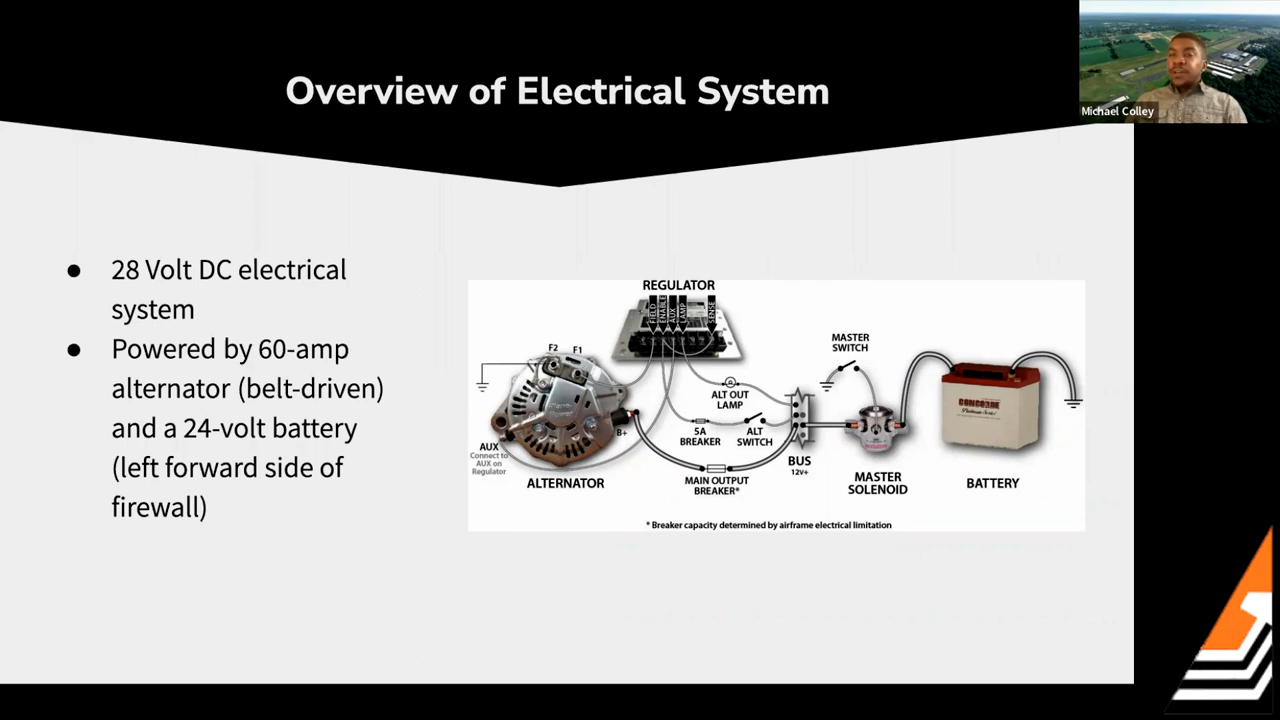 Overview of Electrical System
Michael Colley
● 28 Volt DC electrical
system
● Powered by 60-amp
alternator (belt-driven)
and a 24-volt battery
(left forward side of
firewall)
REGULATOR
FIELD
ENABLE
AUX
LAMP
SENSE
F2
F1
B+
AUX
Connect to
AUX on
Regulator
ALTERNATOR
ALT OUT
LAMP
5A
BREAKER
ALT
SWITCH
MAIN OUTPUT
BREAKER*
BUS
12v+
MASTER
SWITCH
MASTER
SOLENOID
CONCORDE
Platinum Series
BATTERY
* Breaker capacity determined by airframe electrical limitation